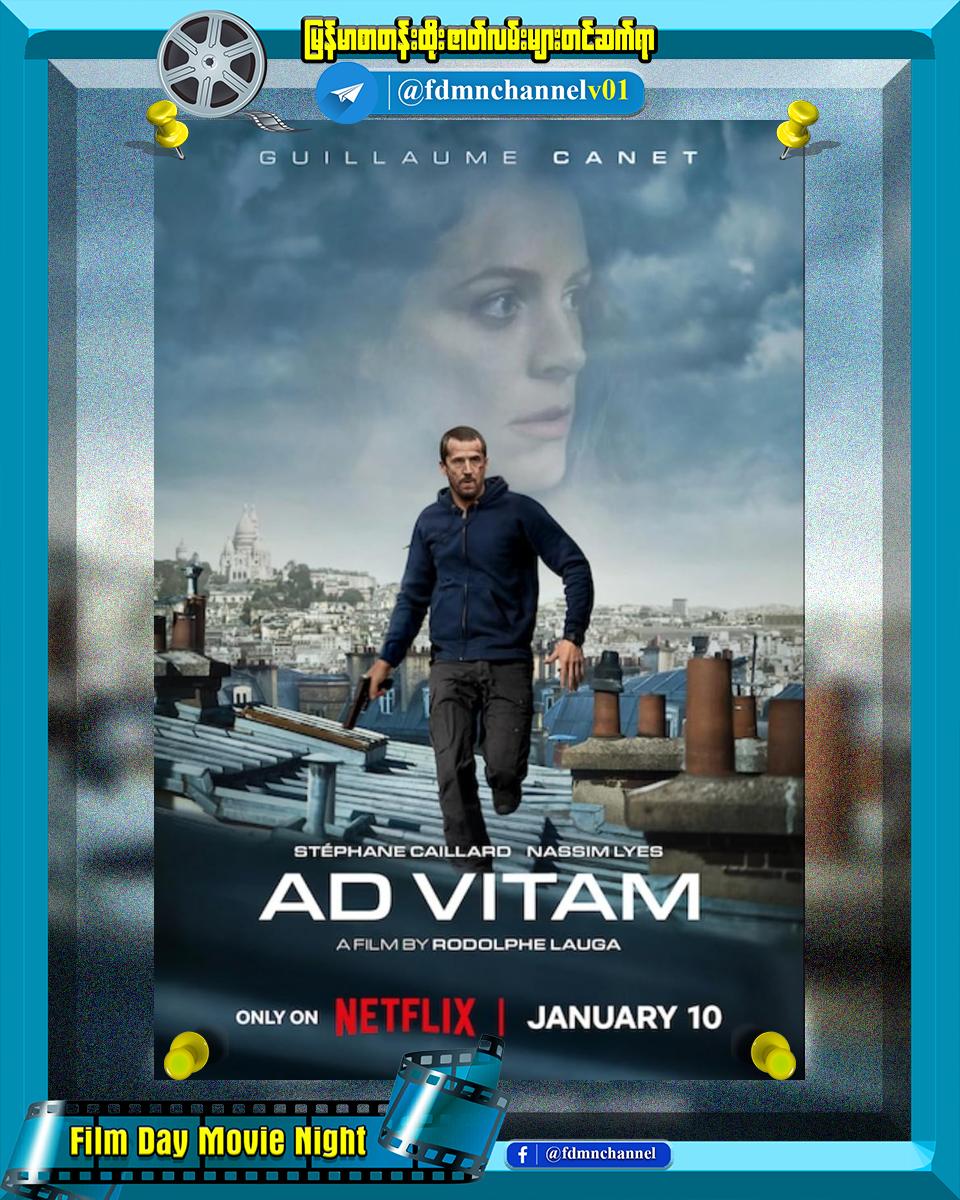 မြန်မာစာတန်းထိုးဇာတ်လမ်းများတင်ဆက်ရာ
@fdmnchannelv01
GUILLAUME CANET
STÉPHANE CAILLARD NASSIM LYES
AD VITAM
A FILM BY RODOLPHE LAUGA
ONLY ON NETFLIX | JANUARY 10
Film Day Movie Night
@fdmnchannel